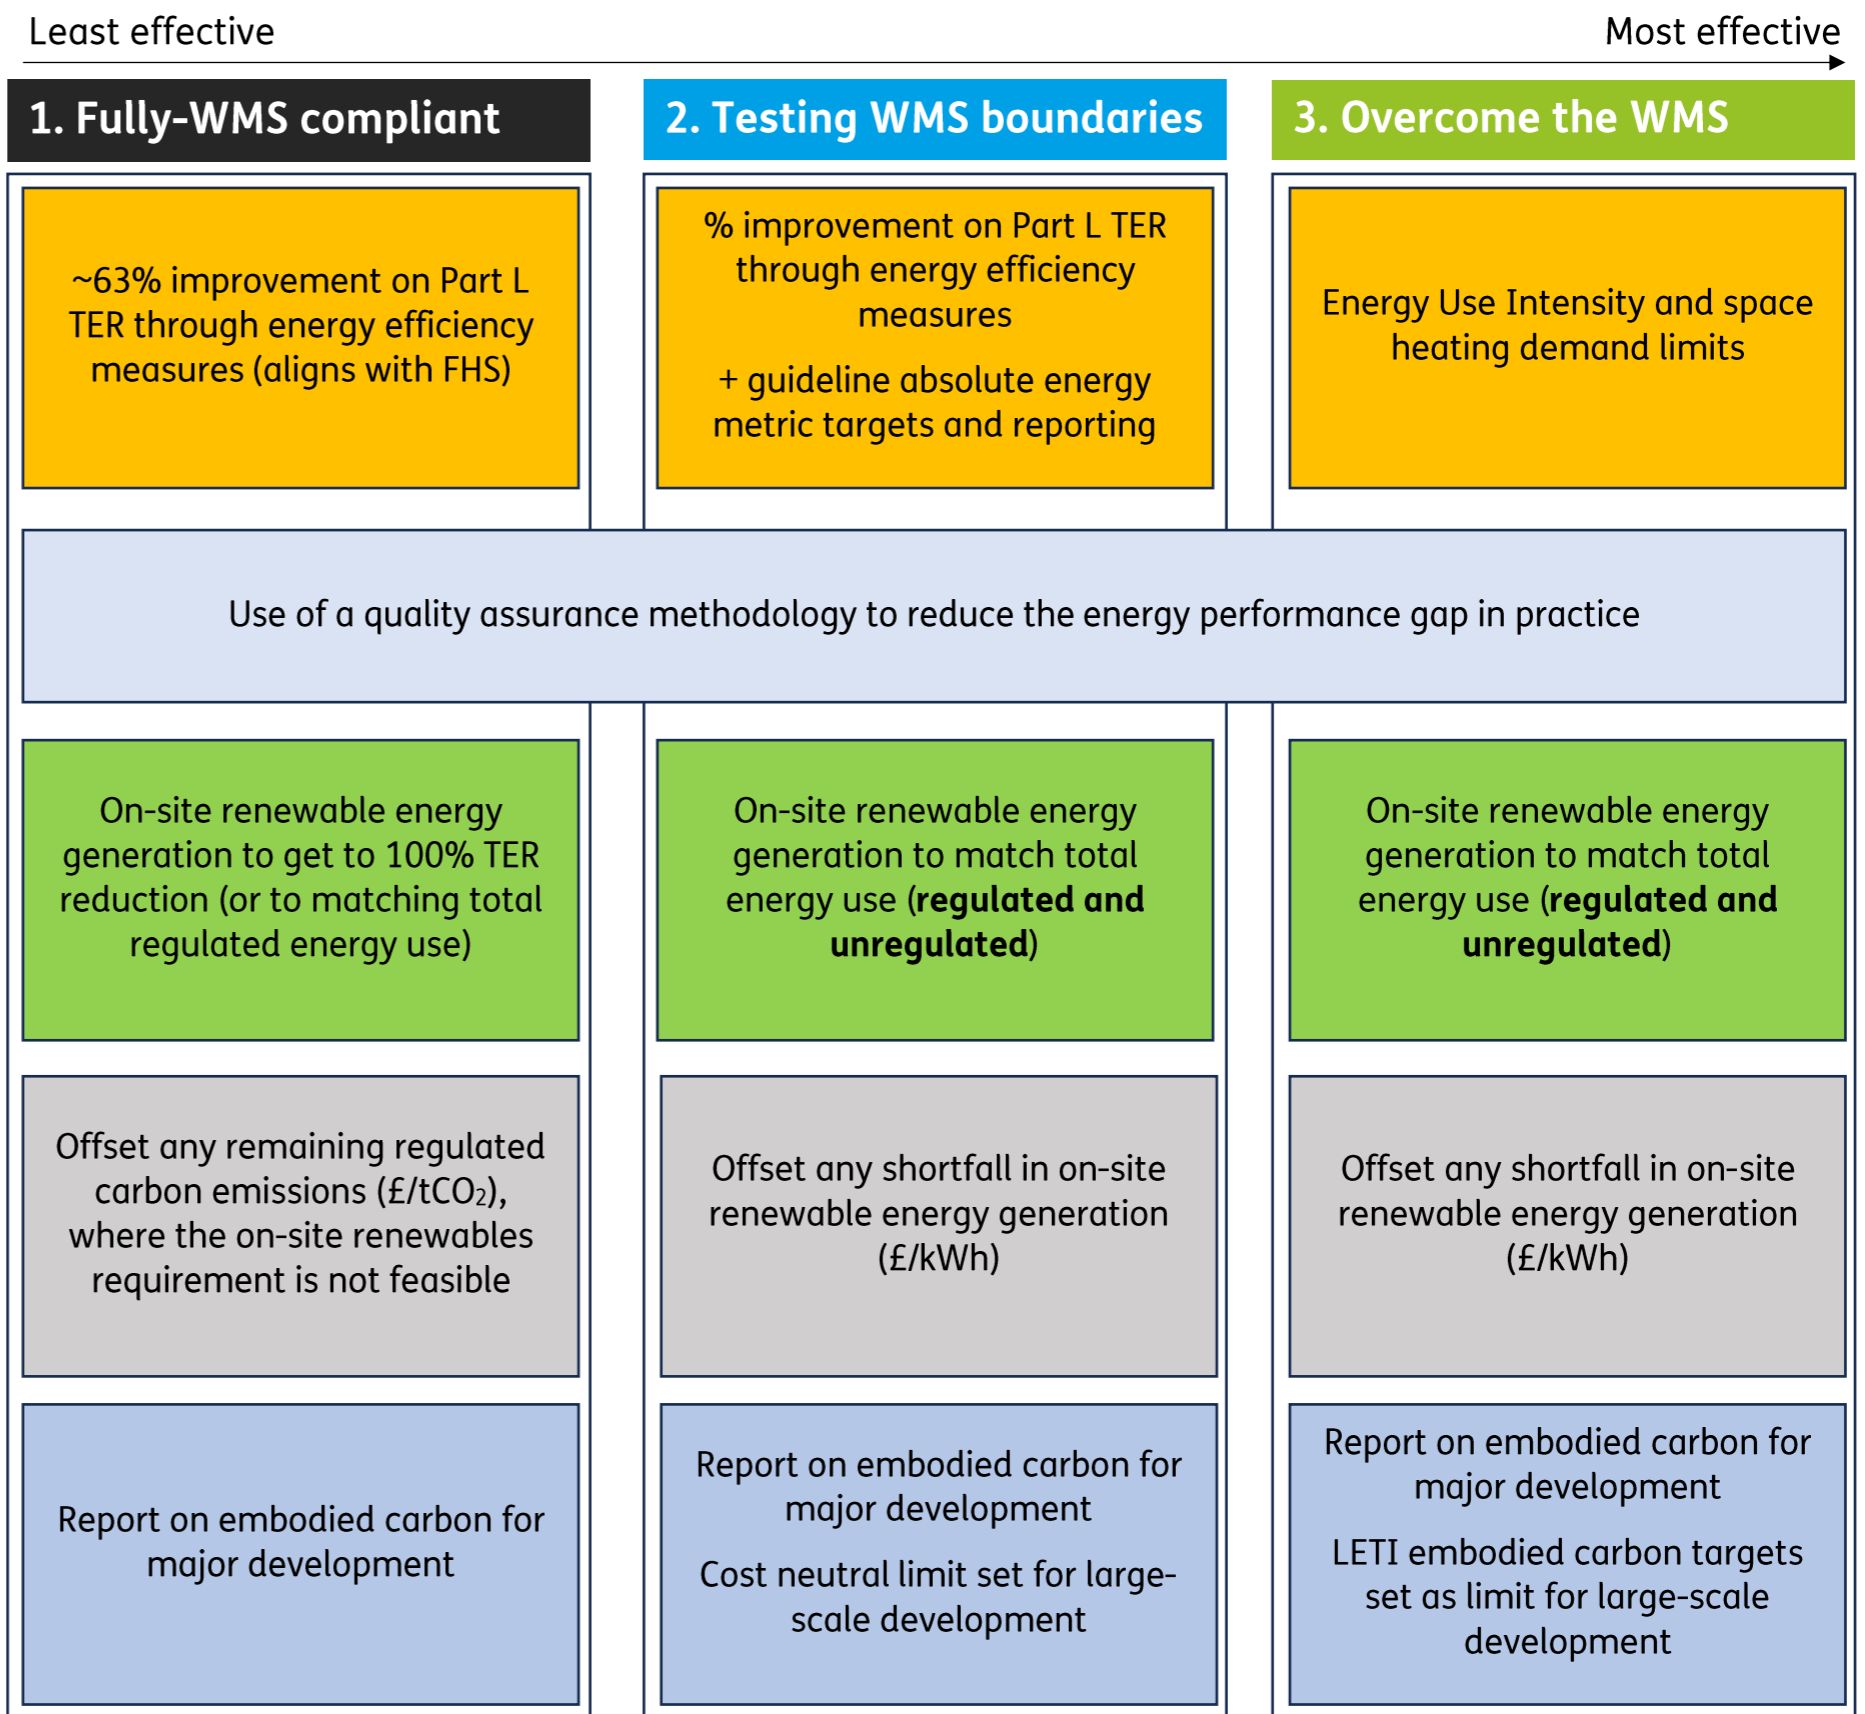 Least effective
Most effective
1. Fully-WMS compliant
2. Testing WMS boundaries
3. Overcome the WMS
~63% improvement on Part L
TER through energy efficiency
measures (aligns with FHS)
% improvement on Part L TER
through energy efficiency
measures
+ guideline absolute energy
metric targets and reporting
Energy Use Intensity and space
heating demand limits
Use of a quality assurance methodology to reduce the energy performance gap in practice
On-site renewable energy
generation to get to 100% TER
reduction (or to matching total
regulated energy use)
On-site renewable energy
generation to match total
energy use (regulated and
unregulated)
On-site renewable energy
generation to match total
energy use (regulated and
unregulated)
Offset any remaining regulated
carbon emissions (£/tCO₂),
where the on-site renewables
requirement is not feasible
Offset any shortfall in on-site
renewable energy generation
(£/kWh)
Offset any shortfall in on-site
renewable energy generation
(£/kWh)
Report on embodied carbon for
major development
Report on embodied carbon for
major development
Cost neutral limit set for large-
scale development
Report on embodied carbon for
major development
LETI embodied carbon targets
set as limit for large-scale
development